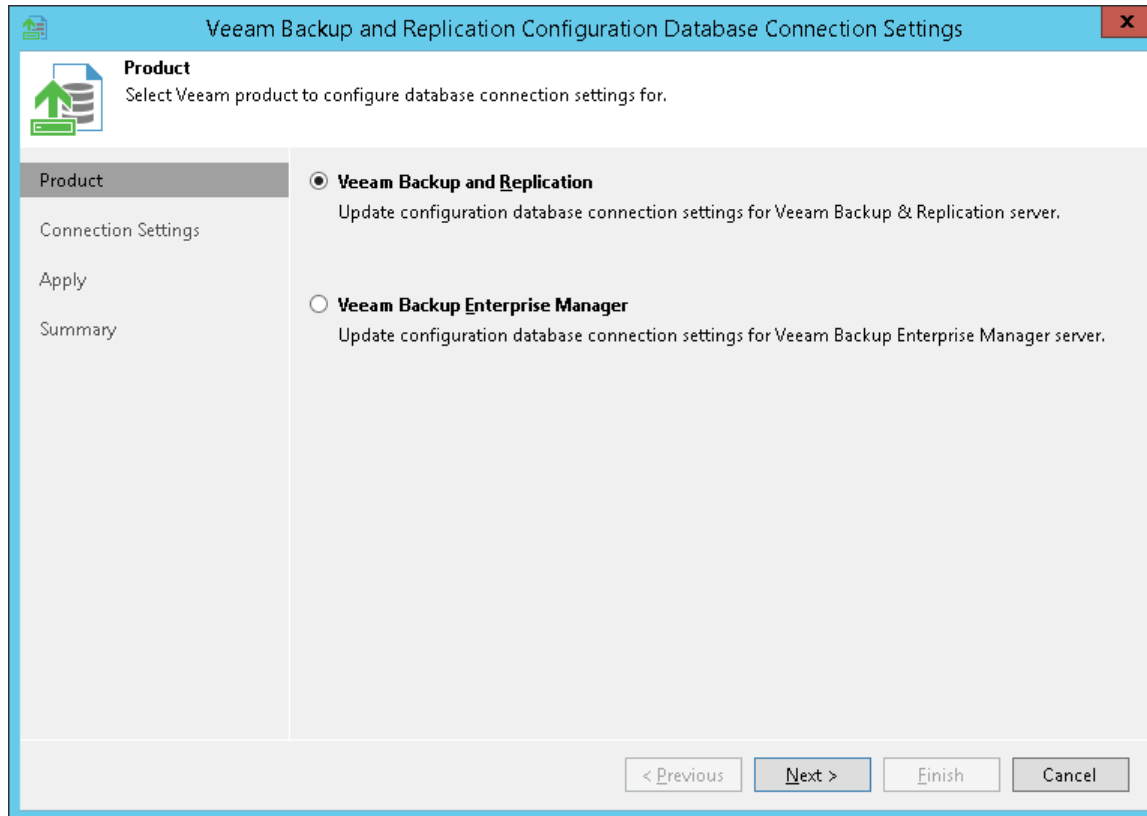 Veeam Backup and Replication Configuration Database Connection Settings
x
Product
Select Veeam product to configure database connection settings for.
Product
Connection Settings
Apply
Summary
Veeam Backup and Replication
Update configuration database connection settings for Veeam Backup & Replication server.
Veeam Backup Enterprise Manager
Update configuration database connection settings for Veeam Backup Enterprise Manager server.
< Previous
Next >
Finish
Cancel